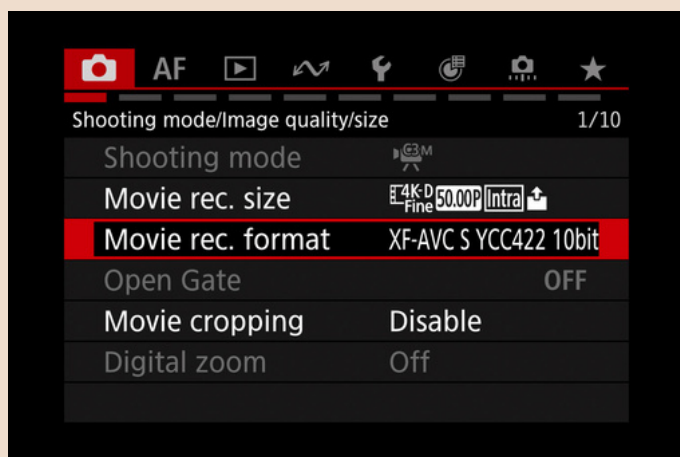 AF
Shooting mode/Image quality/size 1/10
Shooting mode M
Movie rec. size 4K-D Fine 50.00P Intra
Movie rec. format XF-AVC S YCC422 10bit
Open Gate OFF
Movie cropping Disable
Digital zoom Off